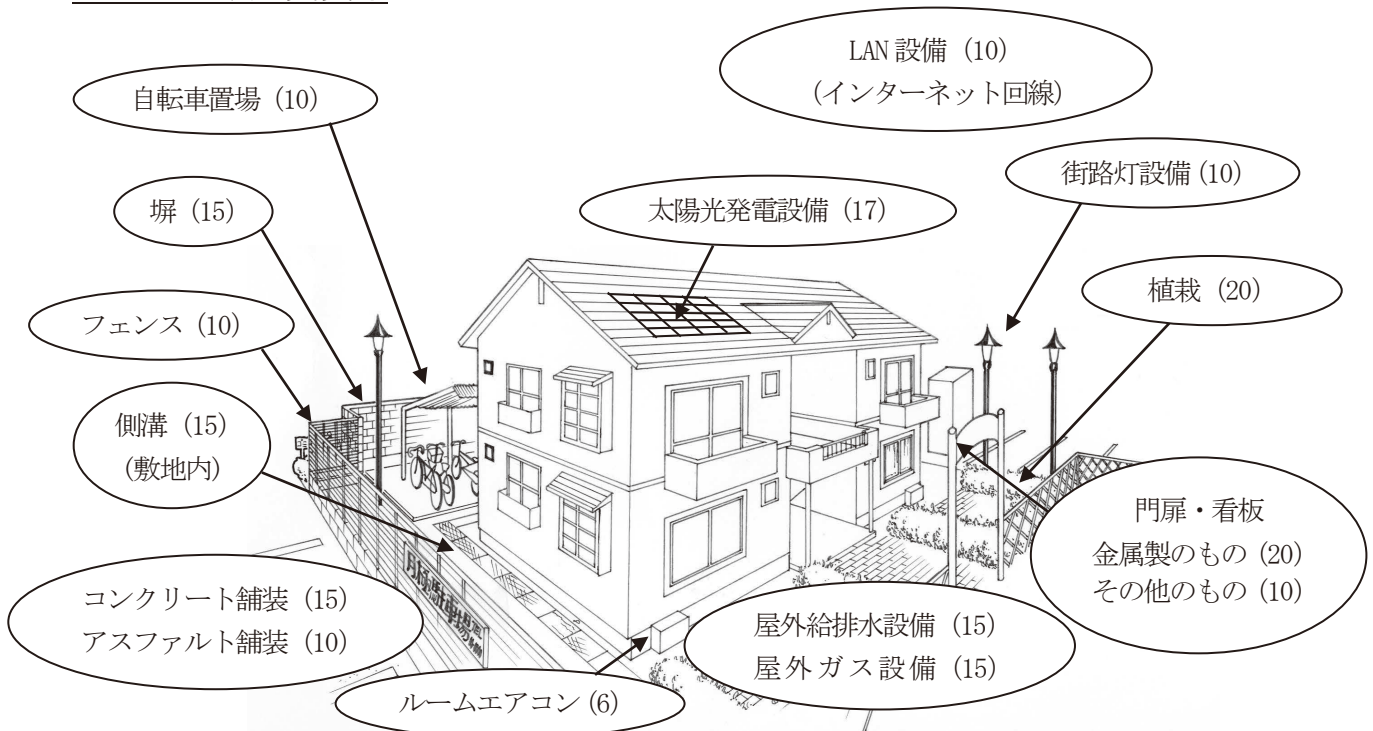 LAN設備 (10)
(インターネット回線)
自転車置場 (10)
街路灯設備 (10)
塀 (15)
太陽光発電設備 (17)
植栽 (20)
フェンス (10)
側溝 (15)
(敷地内)
門扉・看板
金属製のもの (20)
その他のもの (10)
コンクリート舗装 (15)
アスファルト舗装 (10)
屋外給排水設備 (15)
屋外ガス設備 (15)
ルームエアコン (6)